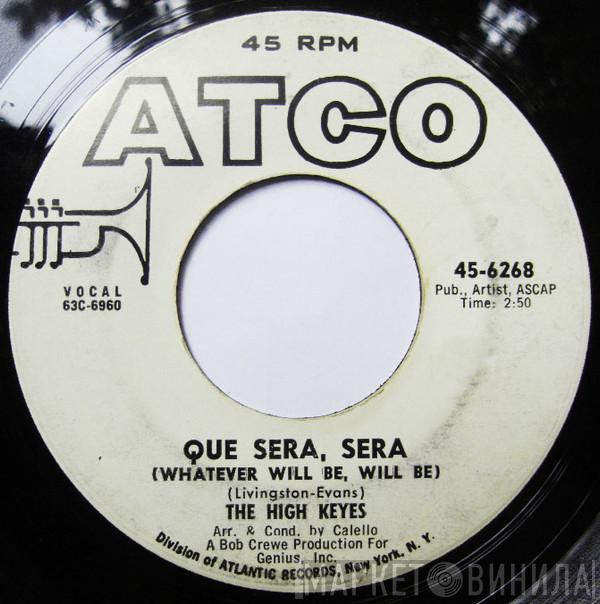 45 RPM
ATCO
VOCAL
63C-6960
45-6268
Pub., Artist, ASCAP
Time: 2:50
QUE SERA, SERA
(WHATEVER WILL BE, WILL BE)
(Livingston-Evans)
THE HIGH KEYES
Arr. & Cond. by Calello
A Bob Crewe Production For
Genius, Inc.
Division of ATLANTIC RECORDS, New York, N. Y.
МАРКЕТ ВИНИЛА